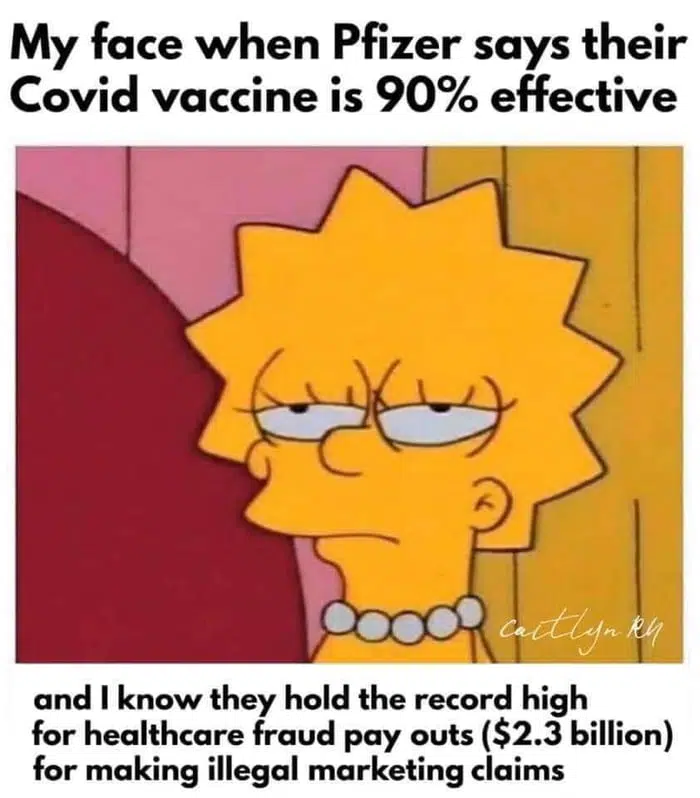 My face when Pfizer says their
Covid vaccine is 90% effective
caitlyn RN
and I know they hold the record high
for healthcare fraud pay outs ($2.3 billion)
for making illegal marketing claims